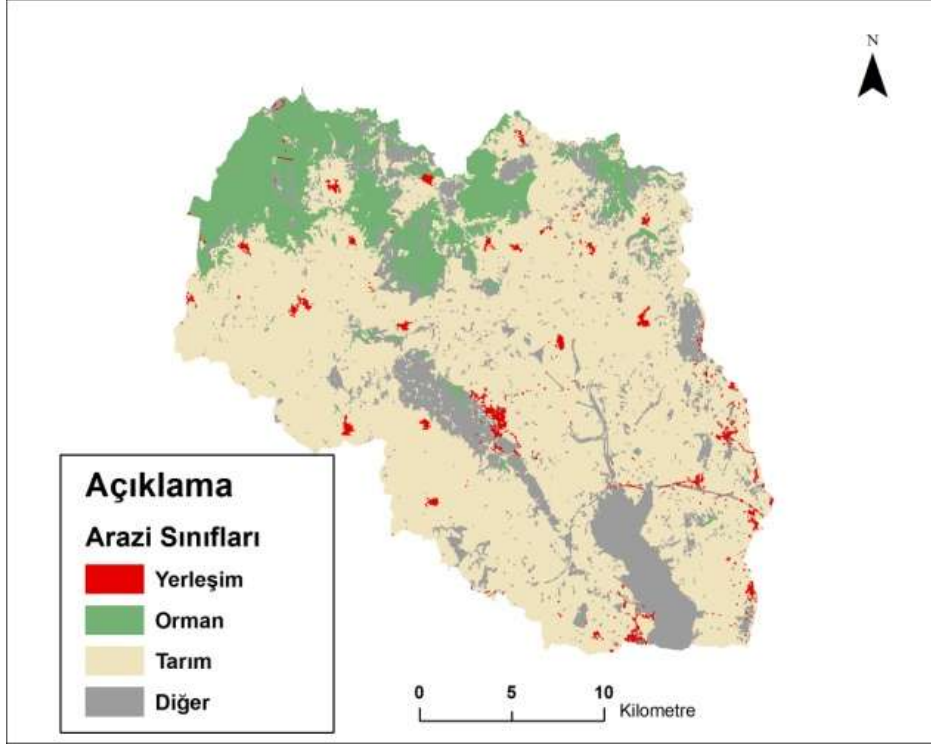 N
Açıklama
Arazi Sınıfları
Yerleşim
Orman
Tarım
Diğer
0 5 10
Kilometre